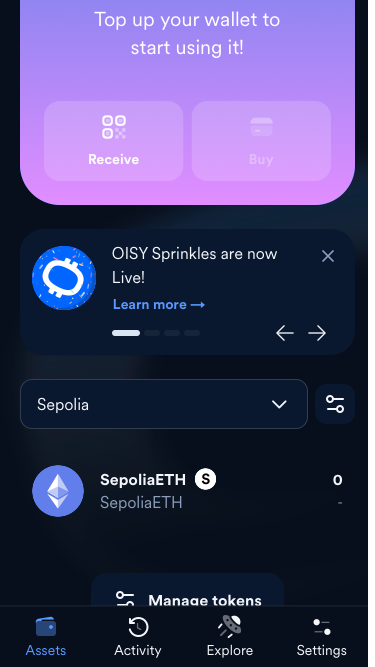 Top up your wallet to
start using it!
Receive
Buy
OISY Sprinkles are now
Live!
Learn more →
Sepolia
SepoliaETH S
0
SepoliaETH
-
Manage tokens
Assets
Activity
Explore
Settings